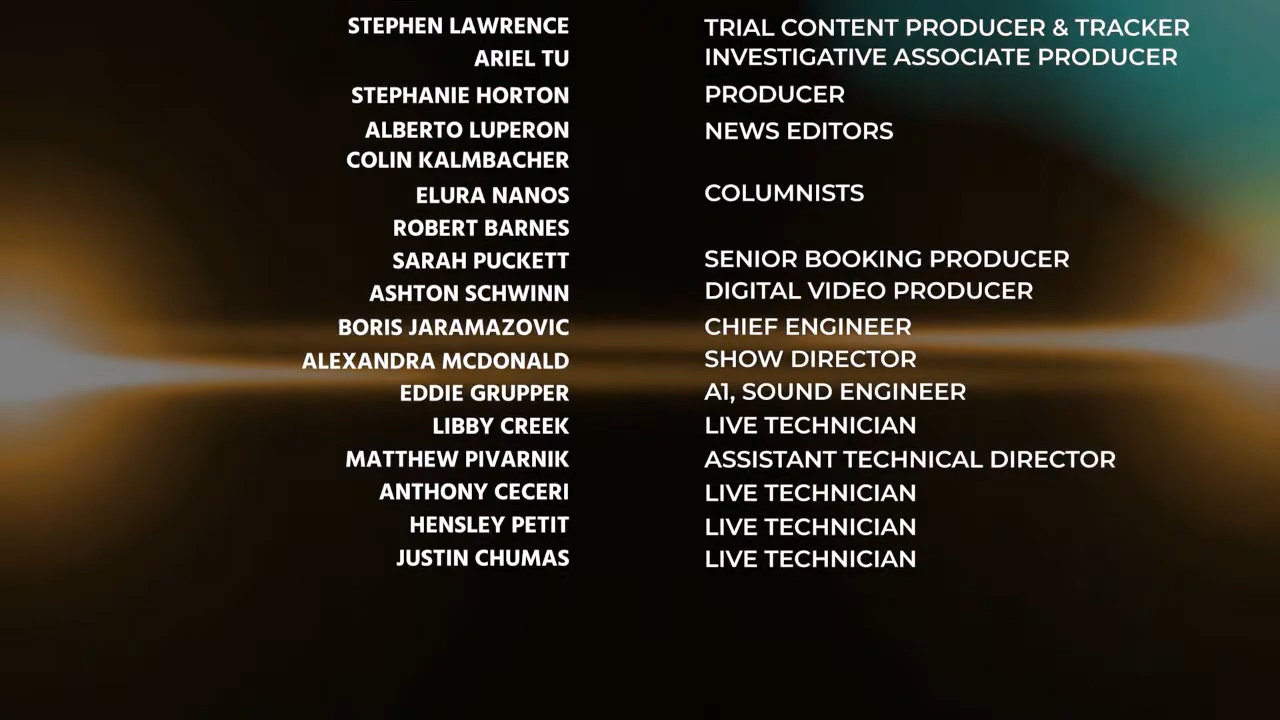 STEPHEN LAWRENCE TRIAL CONTENT PRODUCER & TRACKER
ARIEL TU INVESTIGATIVE ASSOCIATE PRODUCER
STEPHANIE HORTON PRODUCER
ALBERTO LUPERON NEWS EDITORS
COLIN KALMBACHER
ELURA NANOS COLUMNISTS
ROBERT BARNES
SARAH PUCKETT SENIOR BOOKING PRODUCER
ASHTON SCHWINN DIGITAL VIDEO PRODUCER
BORIS JARAMAZOVIC CHIEF ENGINEER
ALEXANDRA MCDONALD SHOW DIRECTOR
EDDIE GRUPPER A1, SOUND ENGINEER
LIBBY CREEK LIVE TECHNICIAN
MATTHEW PIVARNIK ASSISTANT TECHNICAL DIRECTOR
ANTHONY CECERI LIVE TECHNICIAN
HENSLEY PETIT LIVE TECHNICIAN
JUSTIN CHUMAS LIVE TECHNICIAN